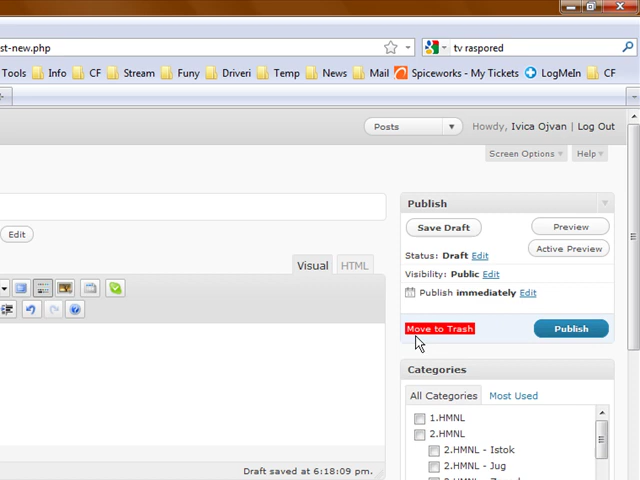 st-new.php
tv raspored
Tools Info CF Stream Funy Driveri Temp News Mail Spiceworks - My Tickets LogMeIn CF
Posts
Howdy, Ivica Ojvan | Log Out
Screen Options Help
Publish
Edit
Save Draft Preview
Active Preview
Status: Draft Edit
Visual HTML
Visibility: Public Edit
Publish immediately Edit
Move to Trash Publish
Categories
All Categories Most Used
1.HMNL
2.HMNL
2.HMNL - Istok
2.HMNL - Jug
Draft saved at 6:18:09 pm.